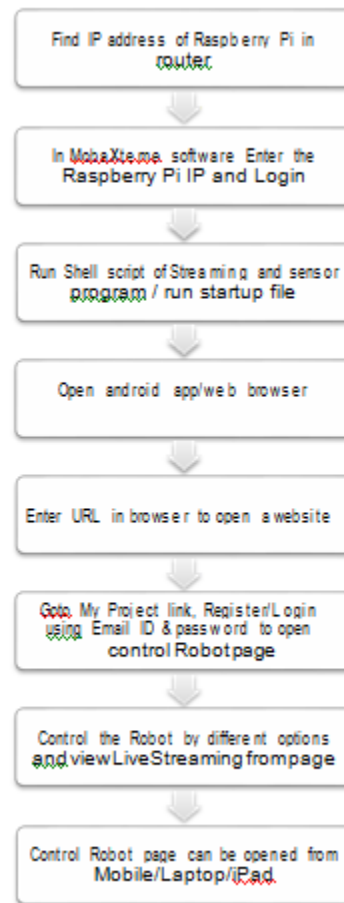 Find IP address of Raspberry Pi in
router
In MobaXteme software Enter the
Raspberry Pi IP and Login
Run Shell script of Streaming and sensor
program / run startup file
Open android app/web browser
Enter URL in browser to open a website
Goto My Project link, Register/Login
using Email ID & password to open
control Robot page
Control the Robot by different options
and view Live Streaming from page
Control Robot page can be opened from
Mobile/Laptop/iPad